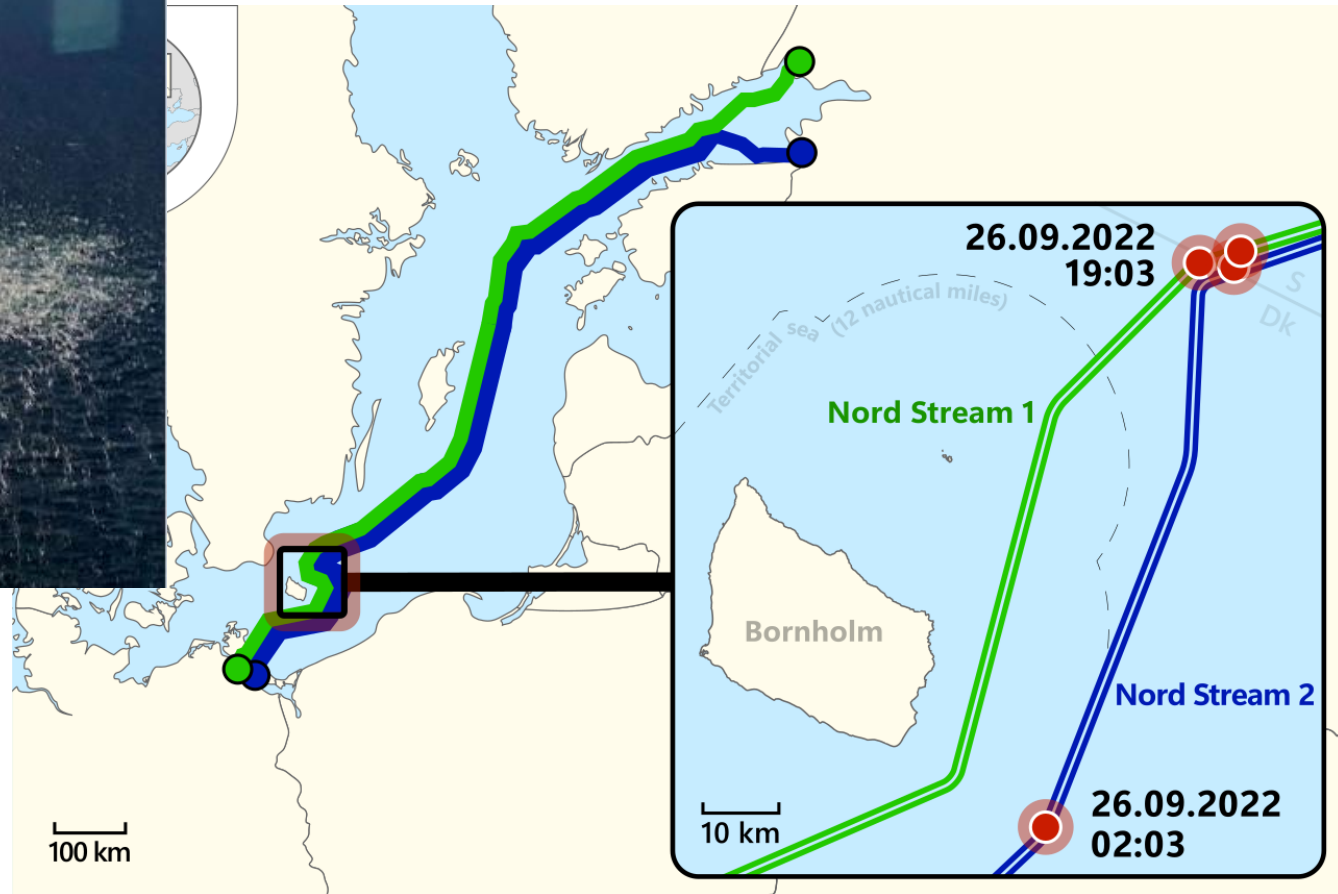 26.09.2022
19:03
S
Dk
Territorial sea (12 nautical miles)
Nord Stream 1
Bornholm
Nord Stream 2
26.09.2022
02:03
10 km
100 km